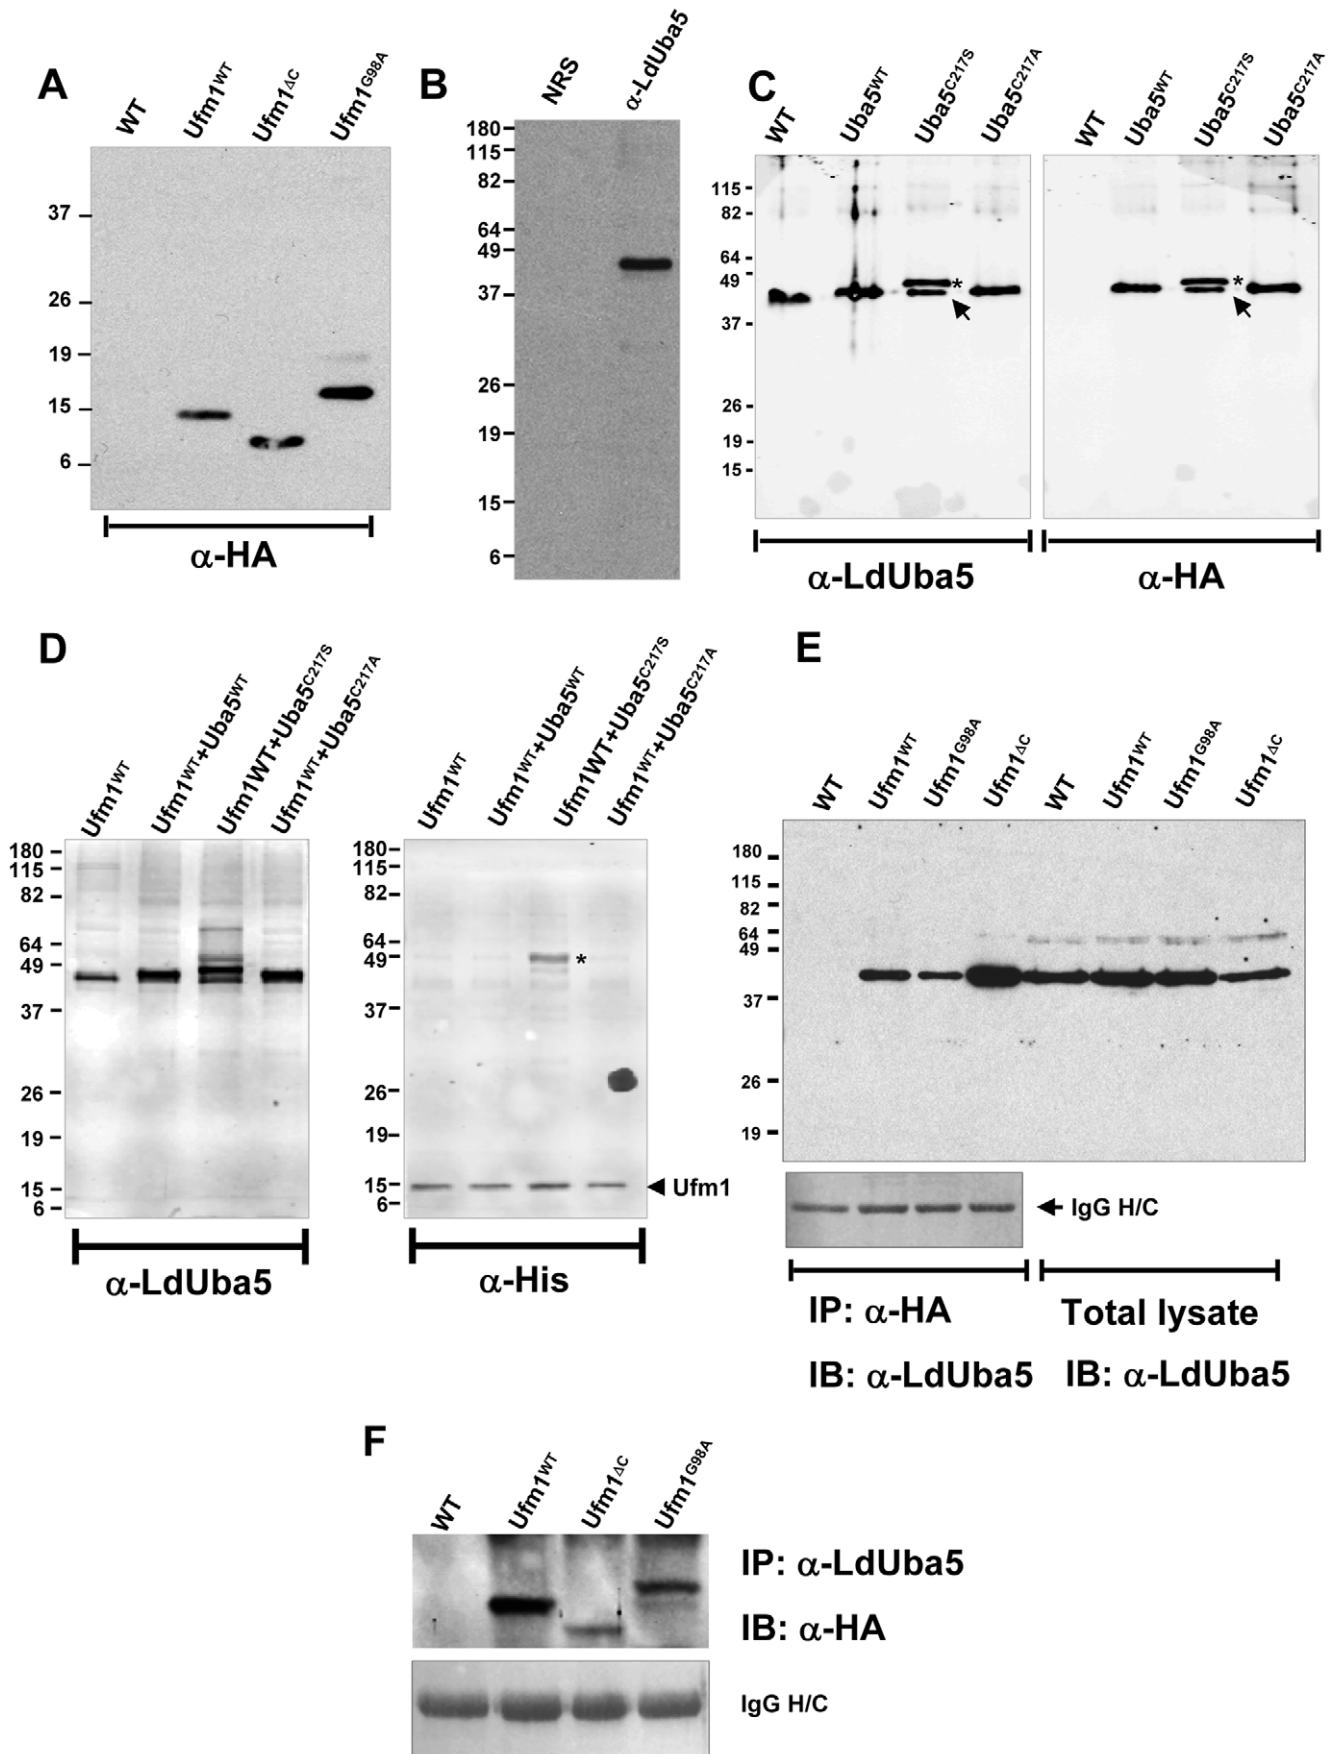 A
WT
Ufm1WT
Ufm1ΔC
Ufm1G98A
37
26
19
15
6
α-HA
B
NRS
α-LdUba5
180
115
82
64
49
37
26
19
15
6
C
WT
Uba5WT
Uba5C217S
Uba5C217A
WT
Uba5WT
Uba5C217S
Uba5C217A
115
82
64
49
37
26
19
15
*
*
α-LdUba5
α-HA
D
Ufm1WT
Ufm1WT+Uba5WT
Ufm1WT+Uba5C217S
Ufm1WT+Uba5C217A
180
115
82
64
49
37
26
19
15
6
α-LdUba5
Ufm1WT
Ufm1WT+Uba5WT
Ufm1WT+Uba5C217S
Ufm1WT+Uba5C217A
180
115
82
64
49
37
26
19
15
6
*
Ufm1
α-His
E
WT
Ufm1WT
Ufm1G98A
Ufm1ΔC
WT
Ufm1WT
Ufm1G98A
Ufm1ΔC
180
115
82
64
49
37
26
19
IgG H/C
IP: α-HA
Total lysate
IB: α-LdUba5
IB: α-LdUba5
F
WT
Ufm1WT
Ufm1ΔC
Ufm1G98A
IP: α-LdUba5
IB: α-HA
IgG H/C